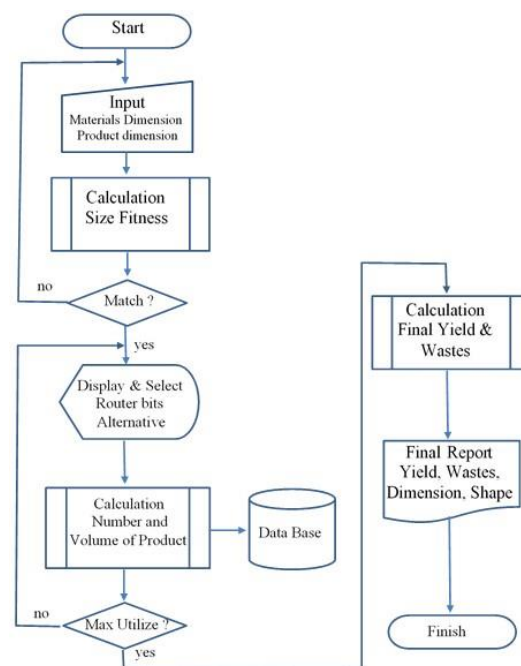 Start
Input
Materials Dimension
Product dimension
Calculation
Size Fitness
no
Match ?
yes
Display & Select
Router bits
Alternative
Calculation
Number and
Volume of Product
Data Base
no
Max Utilize ?
yes
Calculation
Final Yield &
Wastes
Final Report
Yield, Wastes,
Dimension, Shape
Finish